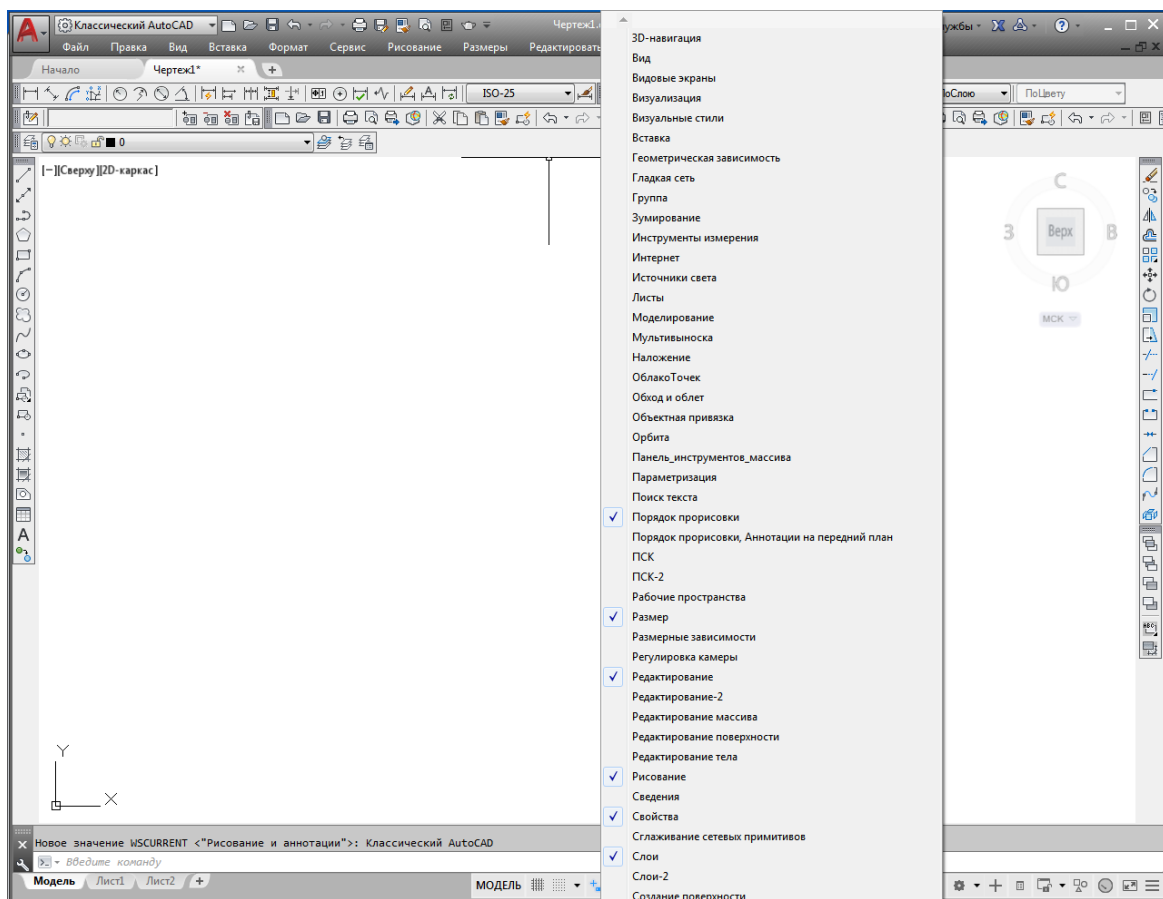 Классический AutoCAD
Чертеж1.
ужбы
Файл Правка Вид Вставка Формат Сервис Рисование Размеры Редактировать
Начало Чертеж1* × +
ISO-25
оСлою ПоЦвету
0
[–][Сверху][2D-каркас]
С
З Верх В
Ю
МСК
3D-навигация
Вид
Видовые экраны
Визуализация
Визуальные стили
Вставка
Геометрическая зависимость
Гладкая сеть
Группа
Зумирование
Инструменты измерения
Интернет
Источники света
Листы
Моделирование
Мультивыноска
Наложение
ОблакоТочек
Обход и облет
Объектная привязка
Орбита
Панель_инструментов_массива
Параметризация
Поиск текста
Порядок прорисовки
Порядок прорисовки, Аннотации на передний план
ПСК
ПСК-2
Рабочие пространства
Размер
Размерные зависимости
Регулировка камеры
Редактирование
Редактирование-2
Редактирование массива
Редактирование поверхности
Редактирование тела
Рисование
Сведения
Свойства
Сглаживание сетевых примитивов
Слои
Слои-2
Создание поверхности
A
Y
X
Новое значение WSCURRENT <"Рисование и аннотации">: Классический AutoCAD
Введите команду
Модель Лист1 Лист2 +
МОДЕЛЬ